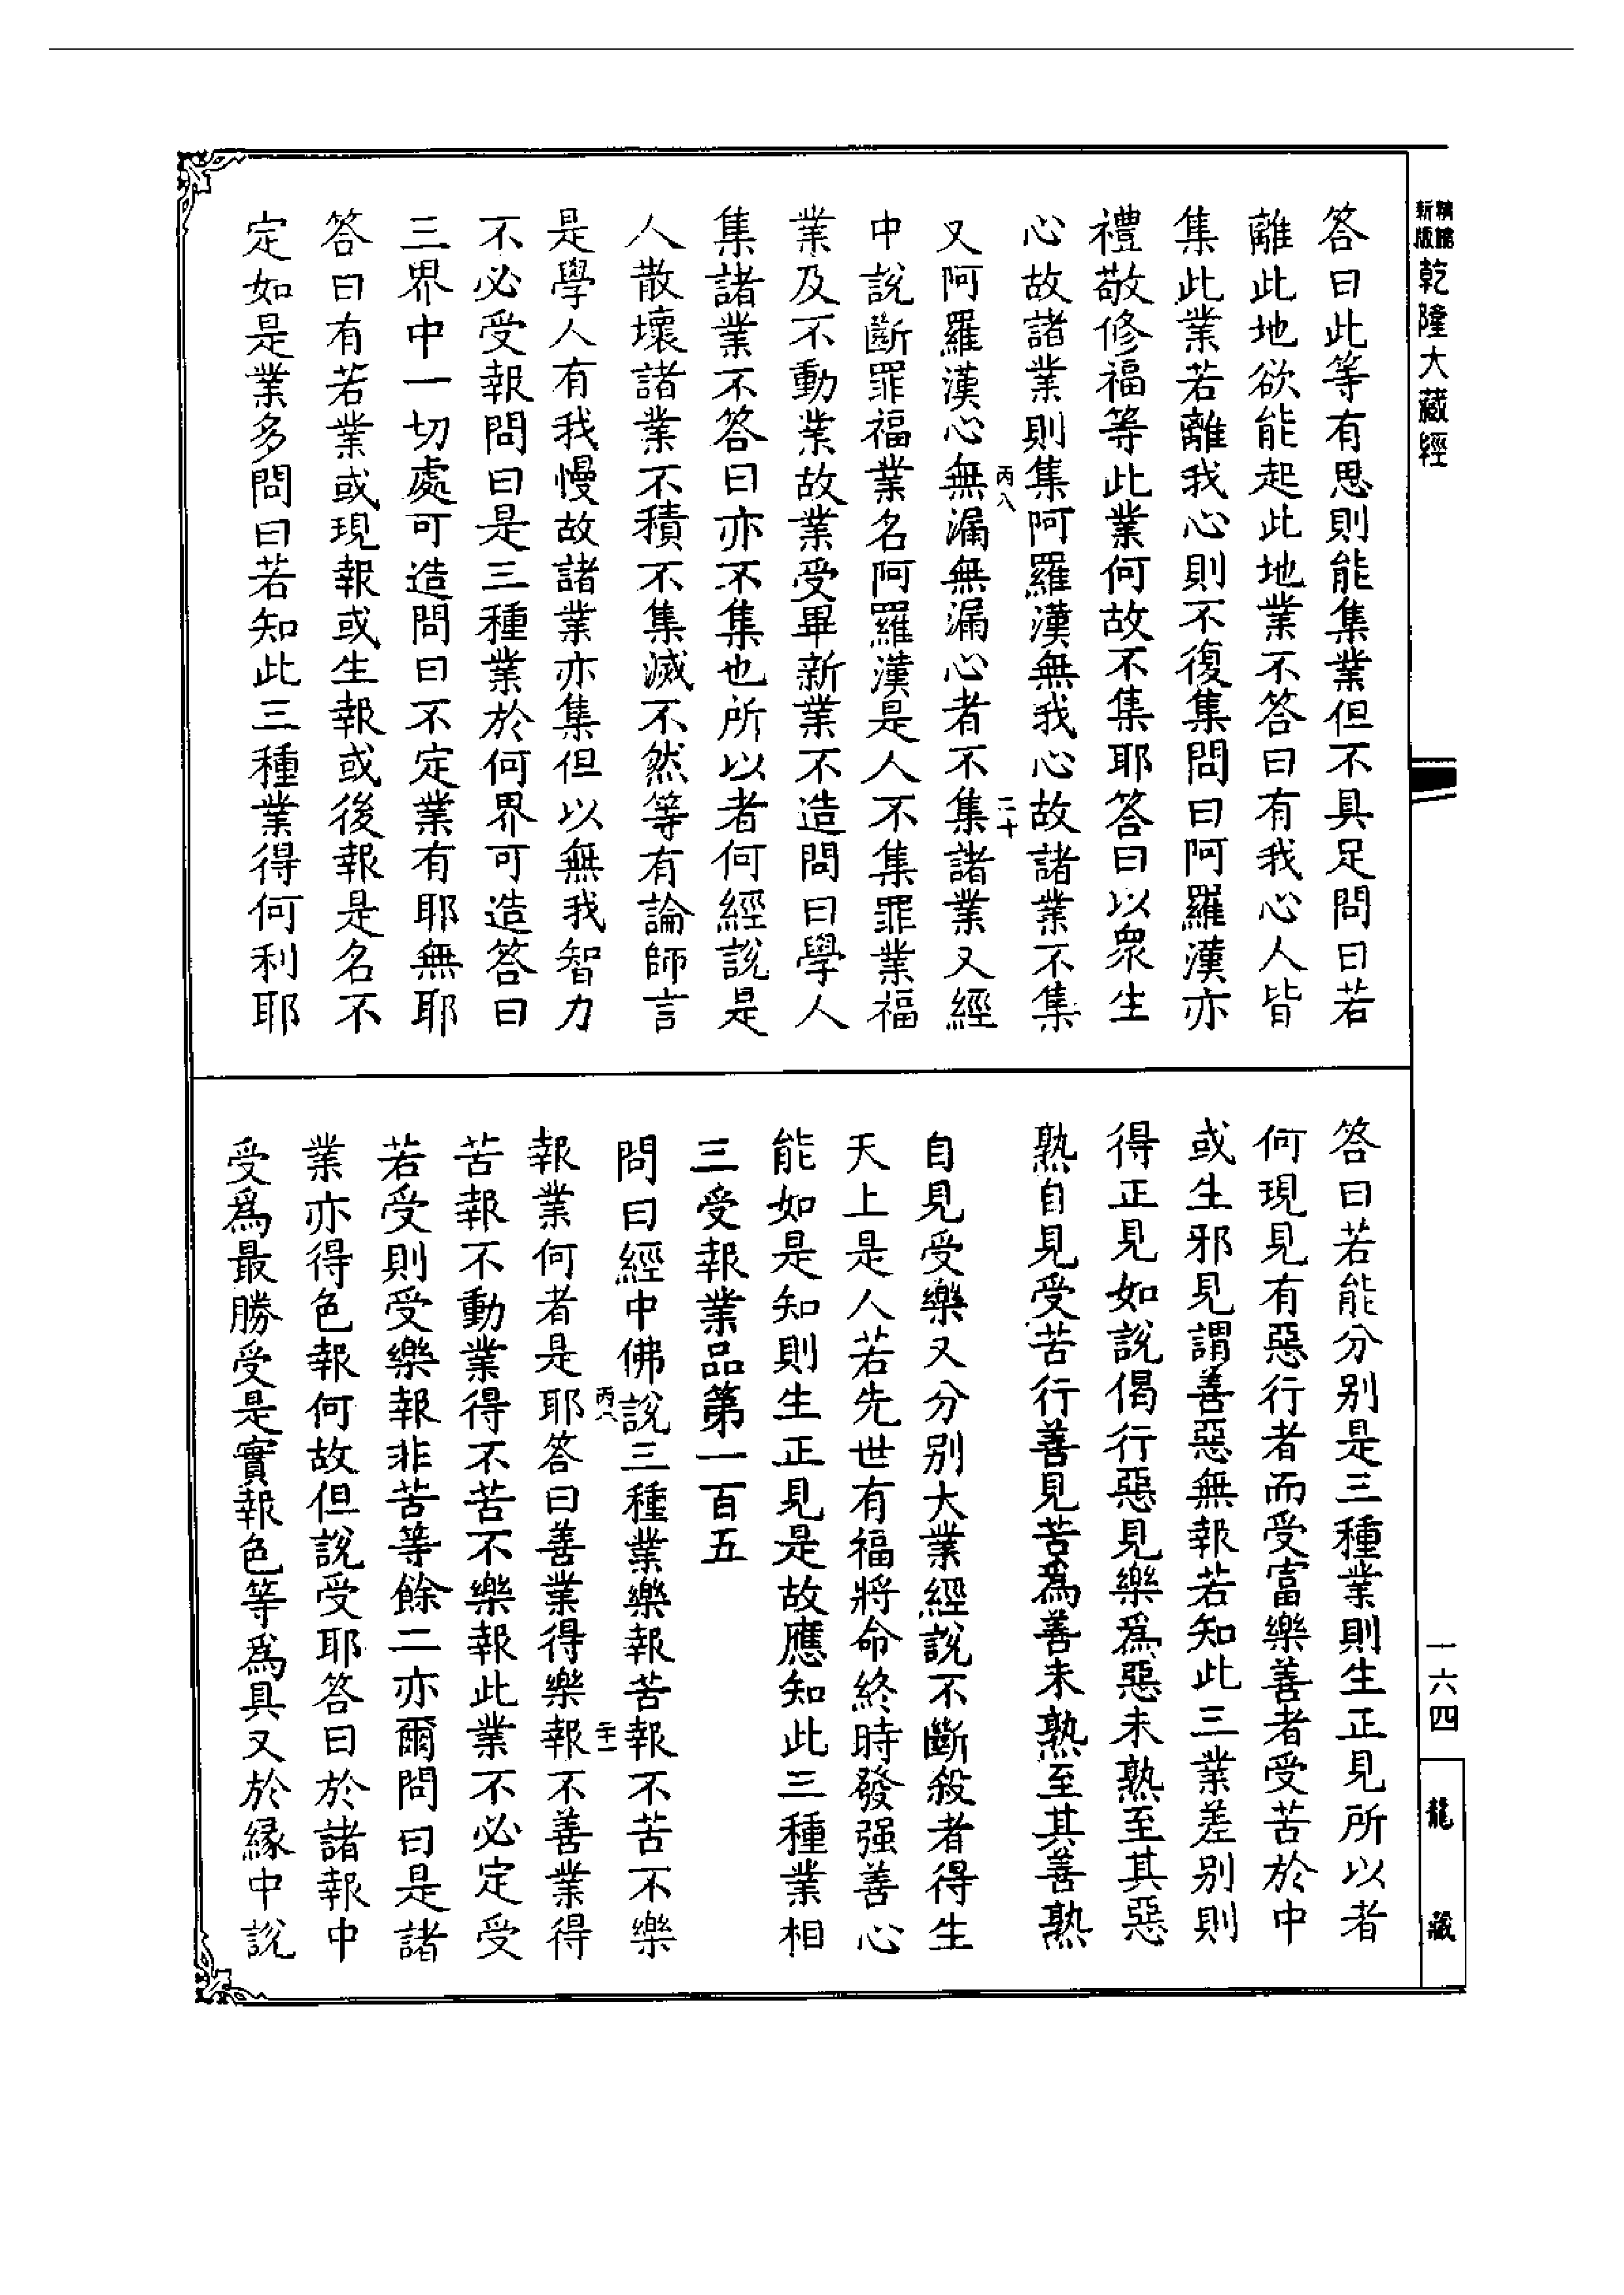 精縮新版
乾隆大藏經
答曰此等有思則能集業但不具足問曰若
離此地欲能起此地業不答曰有我心人皆
集此業若離我心則不復集問曰阿羅漢亦
禮敬修福等此業何故不集耶答曰以眾生
心故諸業則集阿羅漢無我心故諸業不集
丙八
二十
又阿羅漢心無漏無漏心者不集諸業又經
中說斷罪福業名阿羅漢是人不集罪業福
業及不動業故業受畢新業不造問曰學人
集諸業不答曰亦不集也所以者何經說是
人散壞諸業不積不集滅不然等有論師言
是學人有我慢故諸業亦集但以無我智力
不必受報問曰是三種業於何界可造答曰
三界中一切處可造問曰不定業有耶無耶
答曰有若業或現報或生報或後報是名不
定如是業多問曰若知此三種業得何利耶
答曰若能分別是三種業則生正見所以者
何現見有惡行者而受富樂善者受苦於中
或生邪見謂善惡無報若知此三業差別則
得正見如說偈行惡見樂為惡未熟至其惡
熟自見受苦行善見苦為善未熟至其善熟
自見受樂又分別大業經說不斷殺者得生
天上是人若先世有福將命終時發强善心
能如是知則生正見是故應知此三種業相
三受報業品第一百五
問曰經中佛說三種業樂報苦報不苦不樂
丙八
二十一
報業何者是耶答曰善業得樂報不善業得
苦報不動業得不苦不樂報此業不必定受
若受則受樂報非苦等餘二亦爾問曰是諸
業亦得色報何故但說受耶答曰於諸報中
受為最勝受是實報色等為具又於緣中說
一六四
龍藏